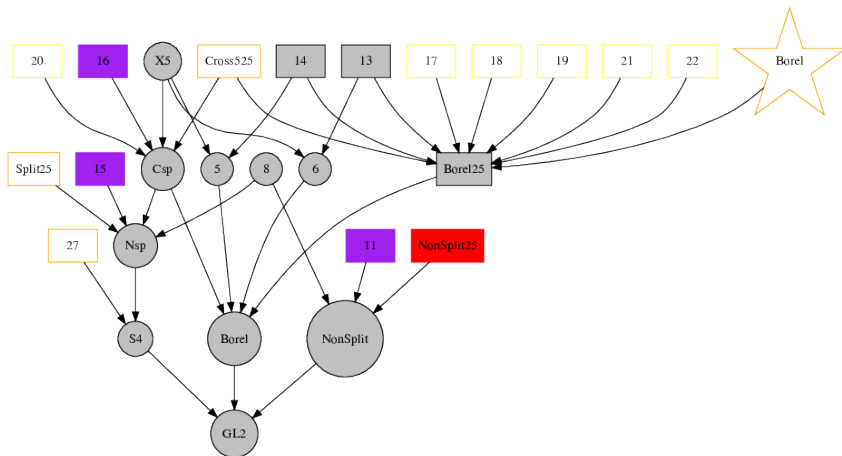 20
16
X5
Cross525
14
13
17
18
19
21
22
Borel
Split25
15
Csp
5
8
6
Borel25
27
Nsp
11
NonSplit25
S4
Borel
NonSplit
GL2